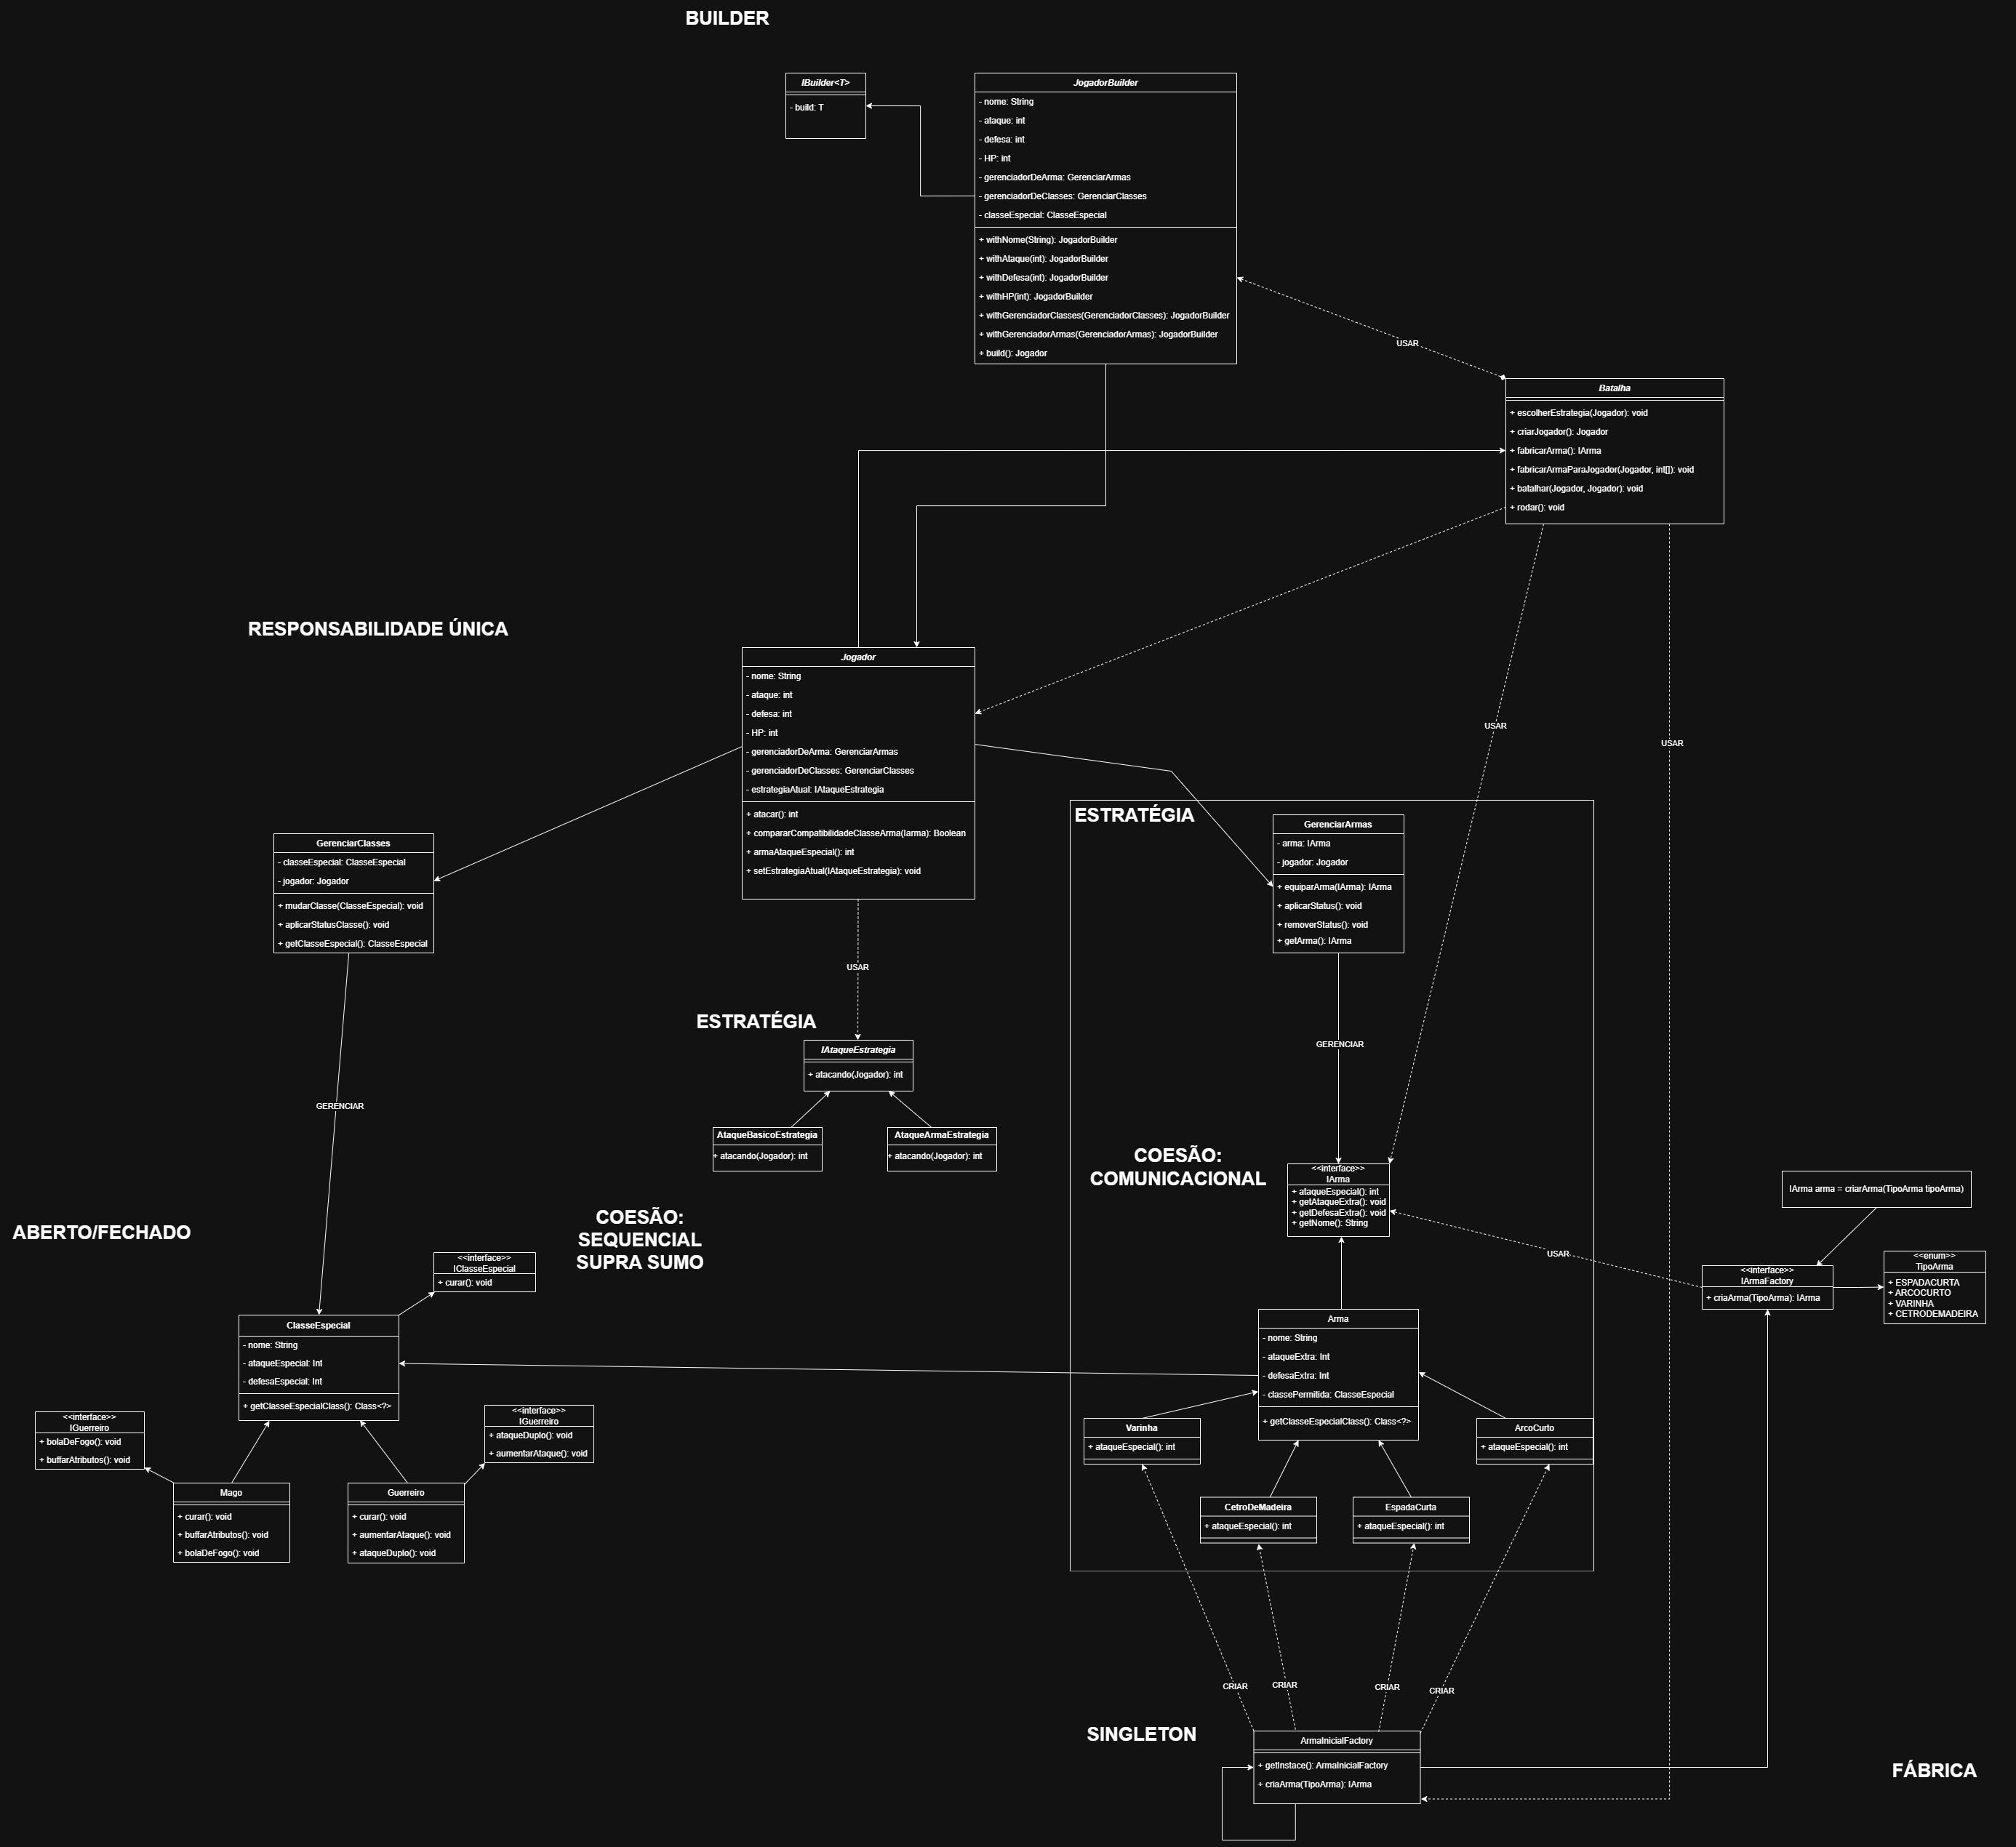 BUILDER
IBuilder<T>
- build: T
JogadorBuilder
- nome: String
- ataque: int
- defesa: int
- HP: int
- gerenciadorDeArma: GerenciarArmas
- gerenciadorDeClasses: GerenciarClasses
- classeEspecial: ClasseEspecial
+ withNome(String): JogadorBuilder
+ withAtaque(int): JogadorBuilder
+ withDefesa(int): JogadorBuilder
+ withHP(int): JogadorBuilder
+ withGerenciadorClasses(GerenciadorClasses): JogadorBuilder
+ withGerenciadorArmas(GerenciadorArmas): JogadorBuilder
+ build(): Jogador
USAR
Batalha
+ escolherEstrategia(Jogador): void
+ criarJogador(): Jogador
+ fabricarArma(): IArma
+ fabricarArmaParaJogador(Jogador, int[]): void
+ batalhar(Jogador, Jogador): void
+ rodar(): void
RESPONSABILIDADE ÚNICA
Jogador
- nome: String
- ataque: int
- defesa: int
- HP: int
- gerenciadorDeArma: GerenciarArmas
- gerenciadorDeClasses: GerenciarClasses
- estrategiaAtual: IAtaqueEstrategia
+ atacar(): int
+ compararCompatibilidadeClasseArma(Iarma): Boolean
+ armaAtaqueEspecial(): int
+ setEstrategiaAtual(IAtaqueEstrategia): void
USAR
USAR
GerenciarClasses
- classeEspecial: ClasseEspecial
- jogador: Jogador
+ mudarClasse(ClasseEspecial): void
+ aplicarStatusClasse(): void
+ getClasseEspecial(): ClasseEspecial
ESTRATÉGIA
GerenciarArmas
- arma: IArma
- jogador: Jogador
+ equiparArma(IArma): IArma
+ aplicarStatus(): void
+ removerStatus(): void
+ getArma(): IArma
USAR
ESTRATÉGIA
IAtaqueEstrategia
+ atacando(Jogador): int
AtaqueBasicoEstrategia
+ atacando(Jogador): int
AtaqueArmaEstrategia
+ atacando(Jogador): int
GERENCIAR
GERENCIAR
COESÃO:
COMUNICACIONAL
<<interface>>
IArma
+ ataqueEspecial(): int
+ getAtaqueExtra(): void
+ getDefesaExtra(): void
+ getNome(): String
IArma arma = criarArma(TipoArma tipoArma)
USAR
<<interface>>
IArmaFactory
+ criaArma(TipoArma): IArma
<<enum>>
TipoArma
+ ESPADACURTA
+ ARCOCURTO
+ VARINHA
+ CETRODEMADEIRA
ABERTO/FECHADO
COESÃO:
SEQUENCIAL
SUPRA SUMO
<<interface>>
IClasseEspecial
+ curar(): void
ClasseEspecial
- nome: String
- ataqueEspecial: Int
- defesaEspecial: Int
+ getClasseEspecialClass(): Class<?>
Arma
- nome: String
- ataqueExtra: Int
- defesaExtra: Int
- classePermitida: ClasseEspecial
+ getClasseEspecialClass(): Class<?>
<<interface>>
IGuerreiro
+ bolaDeFogo(): void
+ buffarAtributos(): void
<<interface>>
IGuerreiro
+ ataqueDuplo(): void
+ aumentarAtaque(): void
Mago
+ curar(): void
+ buffarAtributos(): void
+ bolaDeFogo(): void
Guerreiro
+ curar(): void
+ aumentarAtaque(): void
+ ataqueDuplo(): void
Varinha
+ ataqueEspecial(): int
ArcoCurto
+ ataqueEspecial(): int
CetroDeMadeira
+ ataqueEspecial(): int
EspadaCurta
+ ataqueEspecial(): int
CRIAR
CRIAR
CRIAR
CRIAR
SINGLETON
ArmaInicialFactory
+ getInstace(): ArmaInicialFactory
+ criaArma(TipoArma): IArma
FÁBRICA